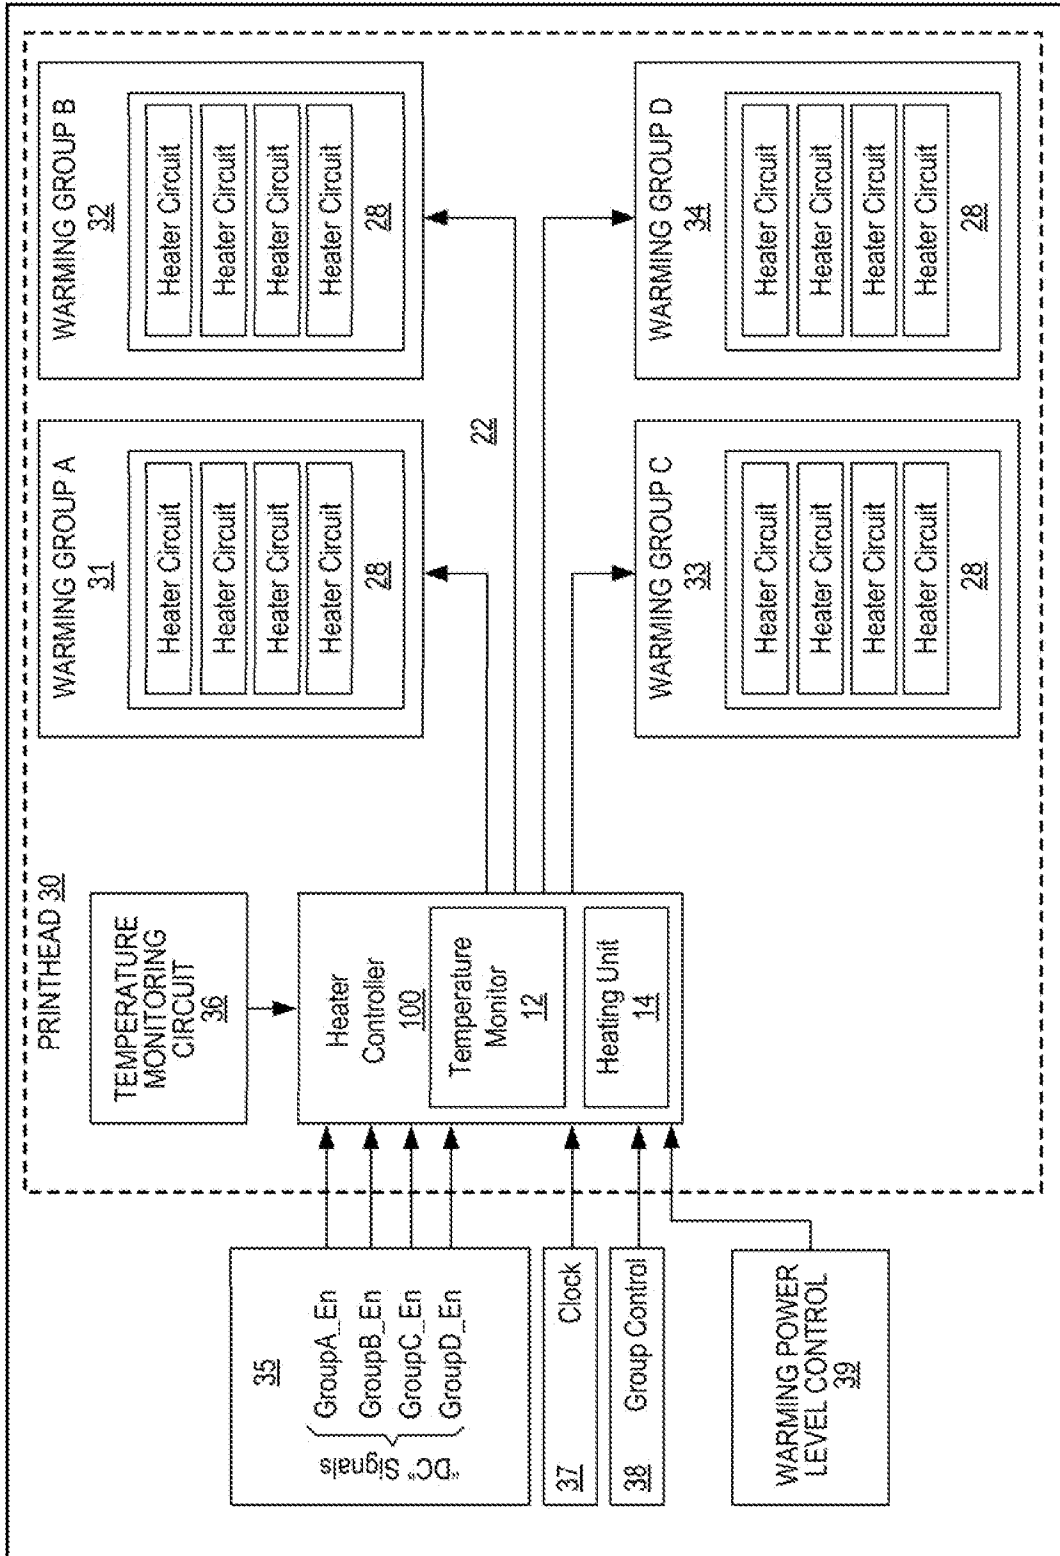 PRINTHEAD 30
TEMPERATURE
MONITORING
CIRCUIT
36
35
"DC" Signals
GroupA_En
GroupB_En
GroupC_En
GroupD_En
37
Clock
38
Group Control
WARMING POWER
LEVEL CONTROL
39
Heater
Controller
100
Temperature
Monitor
12
Heating Unit
14
22
WARMING GROUP A
31
Heater Circuit
Heater Circuit
Heater Circuit
Heater Circuit
28
WARMING GROUP B
32
Heater Circuit
Heater Circuit
Heater Circuit
Heater Circuit
28
WARMING GROUP C
33
Heater Circuit
Heater Circuit
Heater Circuit
Heater Circuit
28
WARMING GROUP D
34
Heater Circuit
Heater Circuit
Heater Circuit
Heater Circuit
28